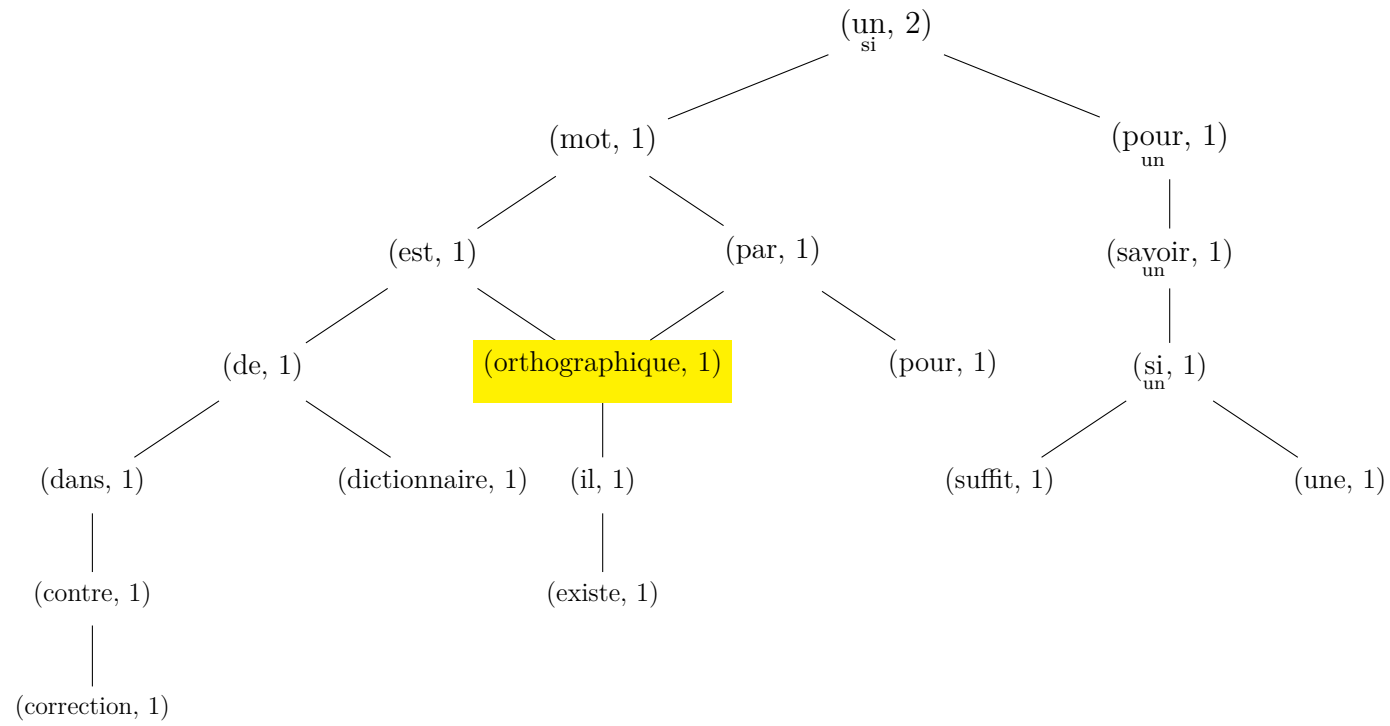 (un, 2)
si
(mot, 1)
(pour, 1)
un
(est, 1)
(par, 1)
(savoir, 1)
un
(de, 1)
(orthographique, 1)
(pour, 1)
(si, 1)
un
(dans, 1)
(dictionnaire, 1)
(il, 1)
(suffit, 1)
(une, 1)
(contre, 1)
(existe, 1)
(correction, 1)